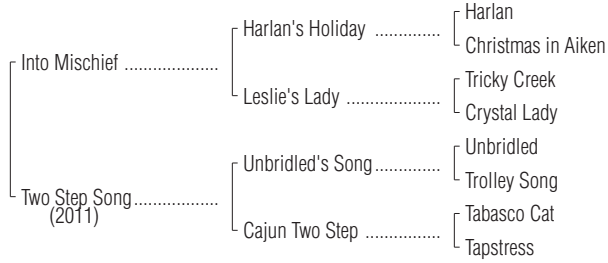 Harlan
Harlan's Holiday ..............
Christmas in Aiken
Into Mischief ....................
Tricky Creek
Leslie's Lady ....................
Crystal Lady
Unbridled
Unbridled's Song..............
Trolley Song
Two Step Song..................
(2011)
Tabasco Cat
Cajun Two Step ................
Tapstress